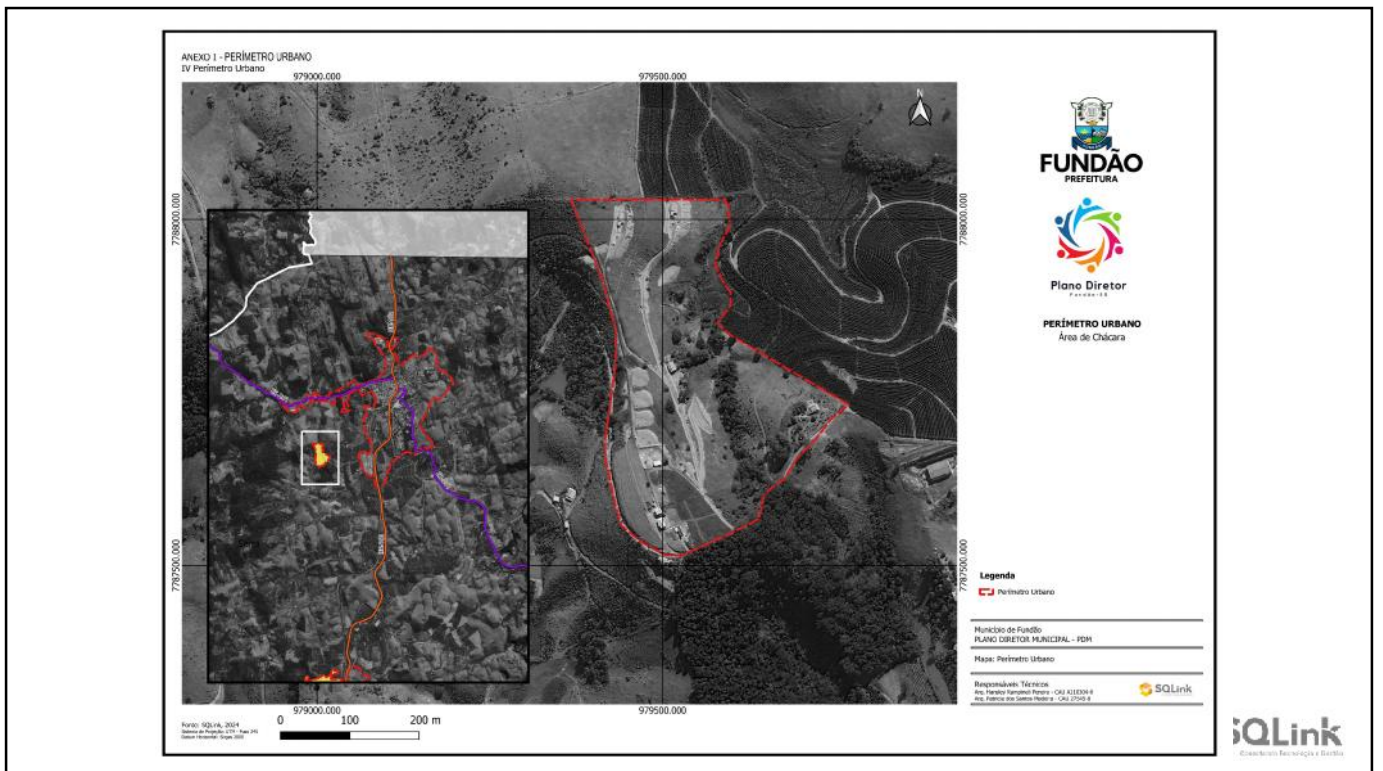 ANEXO 1 - PERÍMETRO URBANO
IV Perímetro Urbano
979000.000
979500.000
N
7788000.000
7788000.000
7787500.000
7787500.000
979000.000
979500.000
0 100 200 m
Fonte: SQLink, 2024
FUNDÃO
PREFEITURA
Plano Diretor
Fundão-ES
PERÍMETRO URBANO
Área de Chácara
Legenda
Perímetro Urbano
Município de Fundão
PLANO DIRETOR MUNICIPAL - PDM
Mapa: Perímetro Urbano
Responsáveis Técnicos
SQLink
SQLink